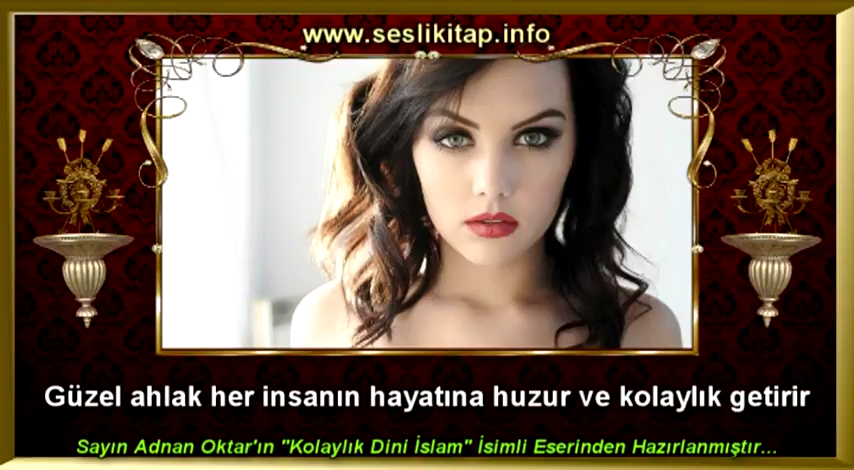 www.seslikitap.info
Güzel ahlak her insanın hayatına huzur ve kolaylık getirir
Sayın Adnan Oktar'ın "Kolaylık Dini İslam" İsimli Eserinden Hazırlanmıştır...